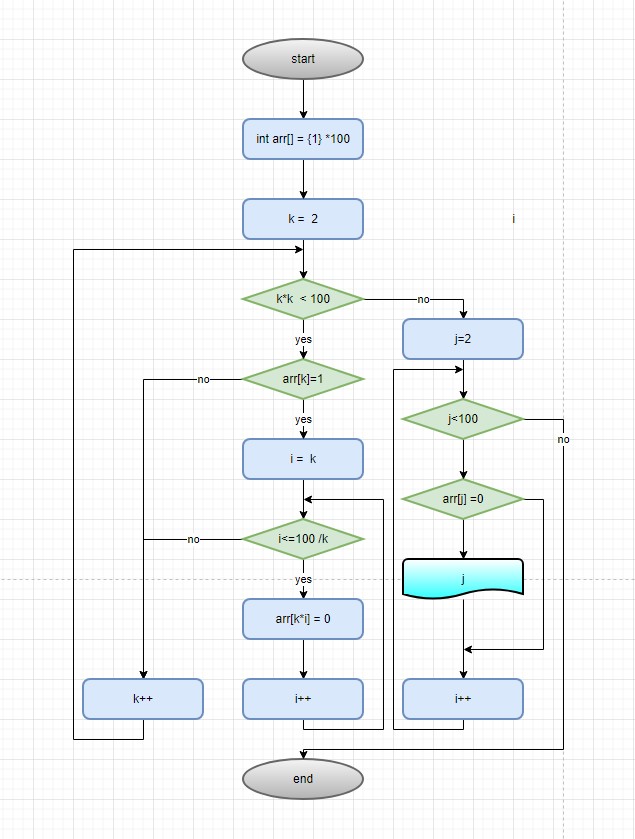 start
int arr[] = {1} *100
k = 2
i
k*k < 100
no
j=2
yes
arr[k]=1
no
yes
j<100
no
i = k
arr[j] =0
i<=100 /k
no
yes
j
arr[k*i] = 0
k++
i++
i++
end